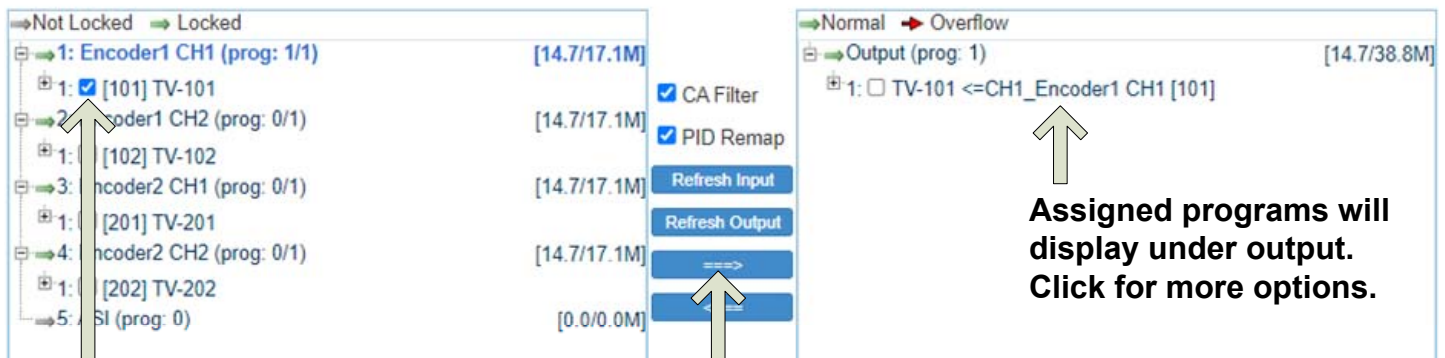 Not Locked Locked
1: Encoder1 CH1 (prog: 1/1) [14.7/17.1M]
1: [101] TV-101
2: coder1 CH2 (prog: 0/1) [14.7/17.1M]
1: [102] TV-102
3: ncoder2 CH1 (prog: 0/1) [14.7/17.1M]
1: [201] TV-201
4: ncoder2 CH2 (prog: 0/1) [14.7/17.1M]
1: [202] TV-202
5: SI (prog: 0) [0.0/0.0M]
CA Filter
PID Remap
Refresh Input
Refresh Output
===>
Normal Overflow
Output (prog: 1) [14.7/38.8M]
1: TV-101 <=CH1_Encoder1 CH1 [101]
Assigned programs will
display under output.
Click for more options.